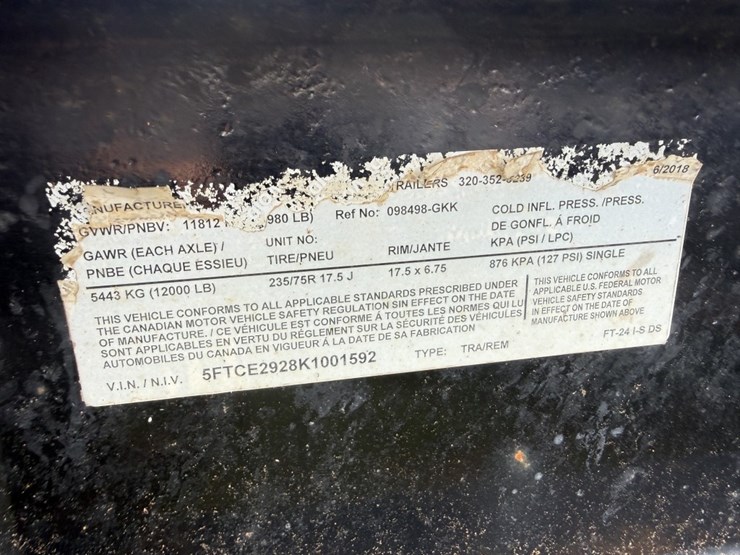 RAILERS 320-352- 6/2018
NUFACTURE
GVWR/PNBV: 11812 980 LB) Ref No: 098498-GKK COLD INFL. PRESS. /PRESS.
DE GONFL. Á FROID
GAWR (EACH AXLE) / UNIT NO: KPA (PSI / LPC)
PNBE (CHAQUE ESSIEU) TIRE/PNEU RIM/JANTE
5443 KG (12000 LB) 235/75R 17.5 J 17.5 x 6.75 876 KPA (127 PSI) SINGLE
THIS VEHICLE CONFORMS TO ALL APPLICABLE STANDARDS PRESCRIBED UNDER
THE CANADIAN MOTOR VEHICLE SAFETY REGULATION SIN EFFECT ON THE DATE
OF MANUFACTURE. / CE VÉHICULE EST CONFORME Á TOUTES LES NORMES QUI LUI
SONT APPLICABLES EN VERTU DU RÈGLEMENT SUR LA SÉCURITÉ DES VÉHICULES
AUTOMOBILES DU CANADA EN VIGUEUR Á LA DATE DE SA FABRICATION
THIS VEHICLE CONFORMS TO ALL
APPLICABLE U.S. FEDERAL MOTOR
VEHICLE SAFETY STANDARDS
IN EFFECT ON THE DATE OF
MANUFACTURE SHOWN ABOVE
V.I.N. / N.I.V. 5FTCE2928K1001592 TYPE: TRA/REM FT-24 I-S DS